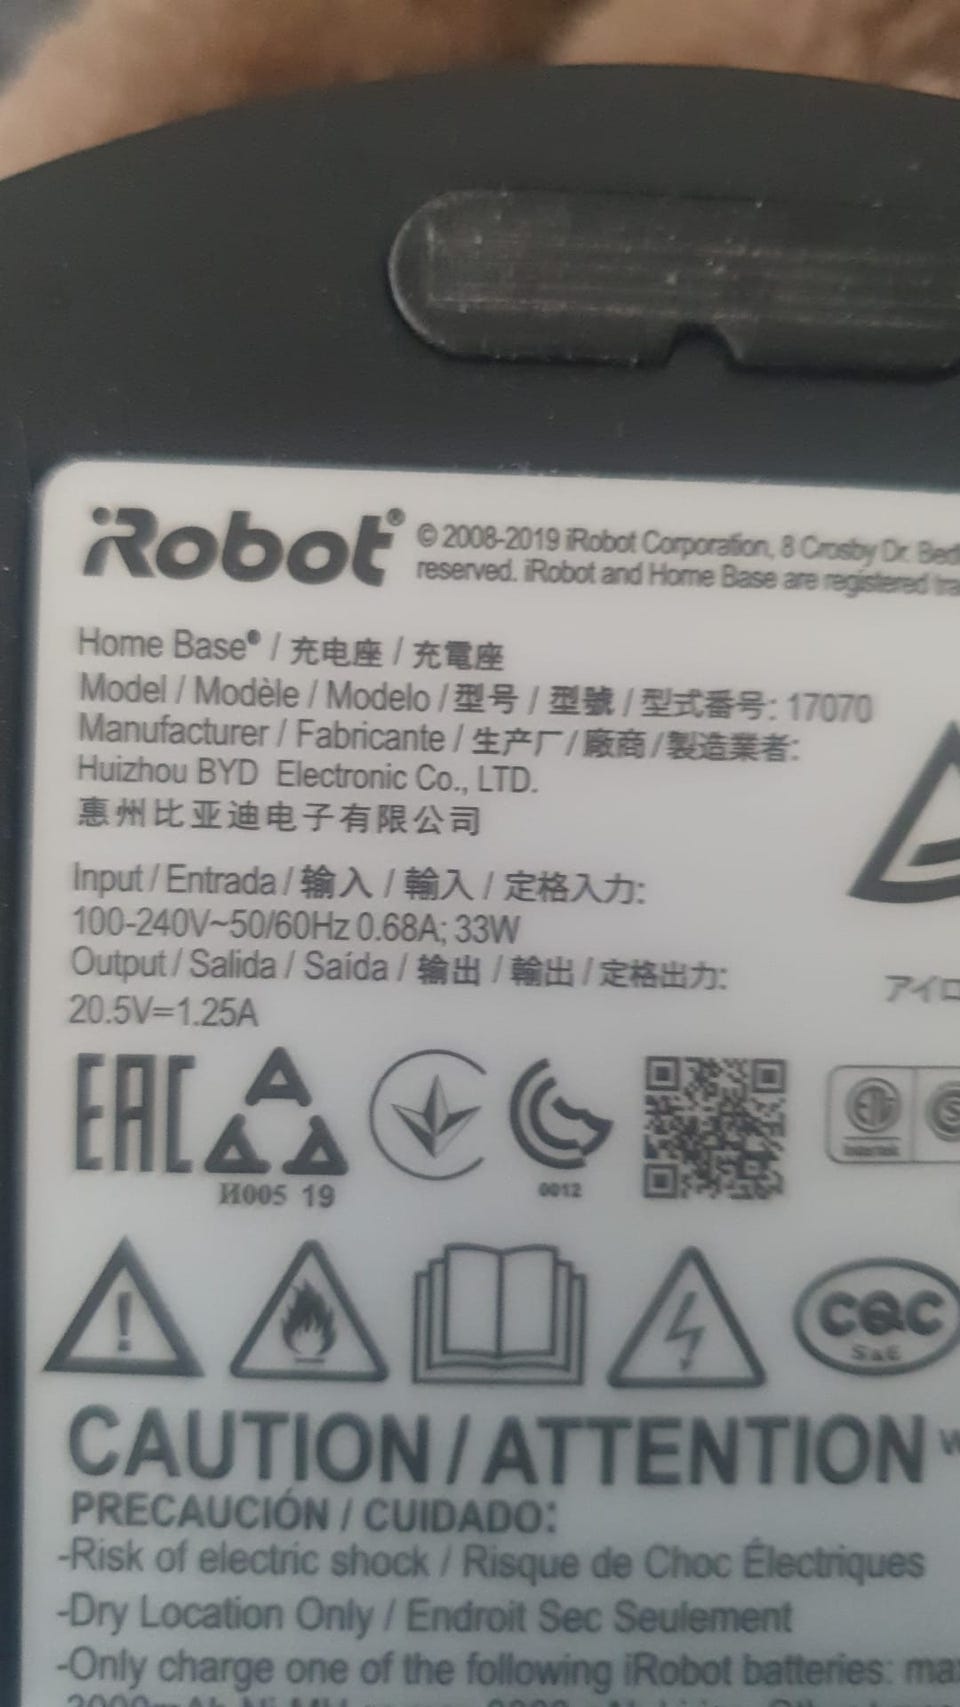 iRobot®
© 2008-2019 iRobot Corporation, 8 Crosby Dr.
reserved. iRobot and Home Base are registered
Home Base® / 充电座 / 充電座
Model / Modèle / Modelo / 型号 / 型號 / 型式番号: 17070
Manufacturer / Fabricante / 生产厂 / 廠商 / 製造業者:
Huizhou BYD Electronic Co., LTD.
惠州比亚迪电子有限公司
Input / Entrada / 输入 / 輸入 / 定格入力:
100-240V~50/60Hz 0.68A; 33W
Output / Salida / Saída / 输出 / 輸出 / 定格出力:
20.5V=1.25A
アイロ
EAC
И005 19
0012
Intertek
CQC
S&E
CAUTION / ATTENTION
PRECAUCIÓN / CUIDADO:
-Risk of electric shock / Risque de Choc Électriques
-Dry Location Only / Endroit Sec Seulement
-Only charge one of the following iRobot batteries: